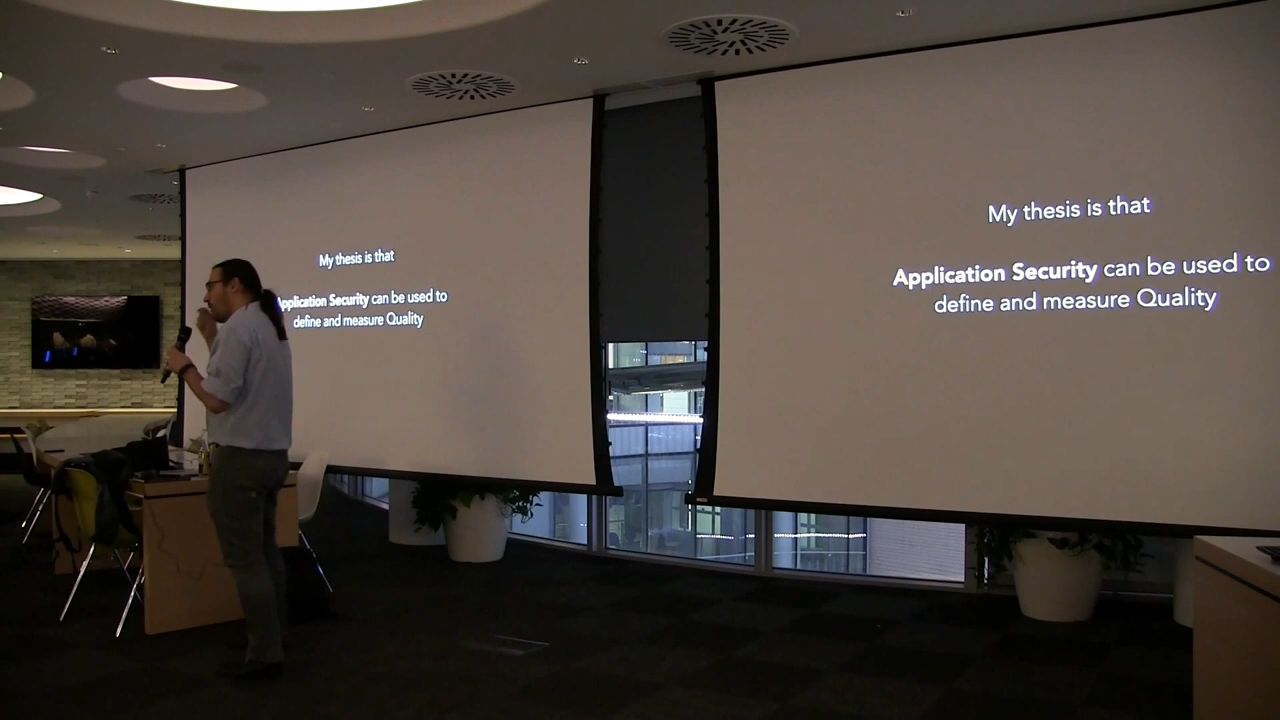 My thesis is that
Application Security can be used to
define and measure Quality
My thesis is that
Application Security can be used to
define and measure Quality